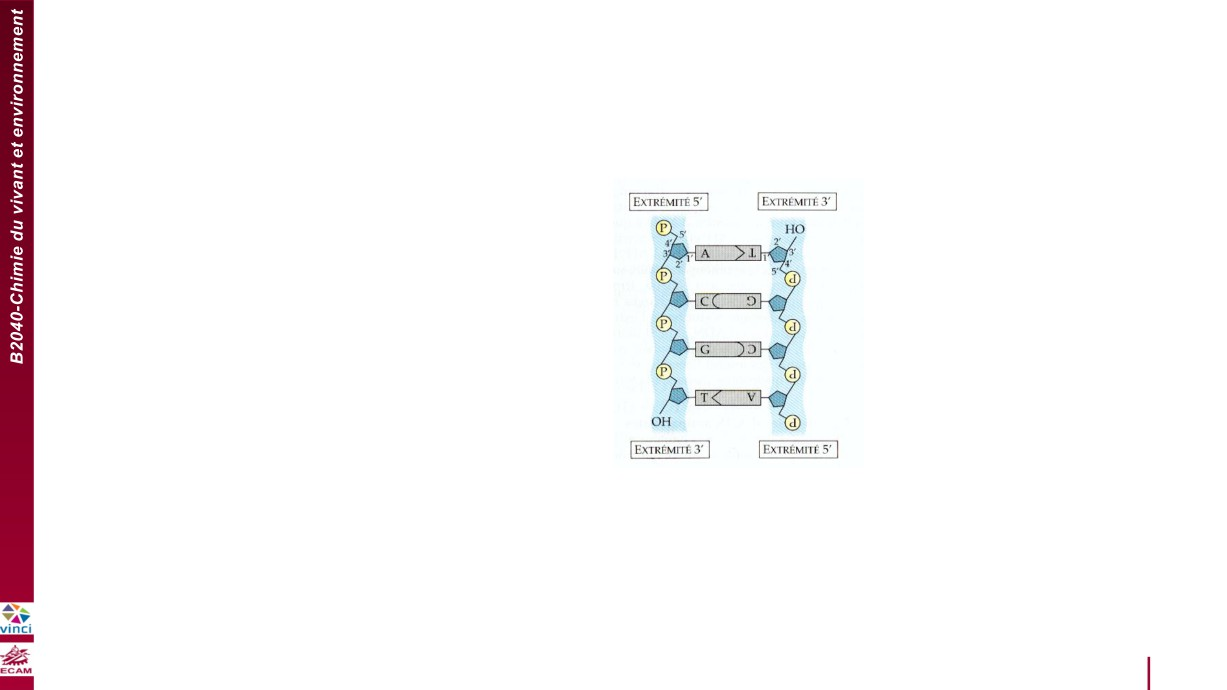 B2040-Chimie du vivant et environnement
EXTRÉMITÉ 5′ EXTRÉMITÉ 3′
P 5′ HO
4′ 2′
3′ A T 3′
2′ 1′ 1′ 4′
P 5′ P
C G
P P
G C
P P
T A
OH P
EXTRÉMITÉ 3′ EXTRÉMITÉ 5′
vinci
ECAM